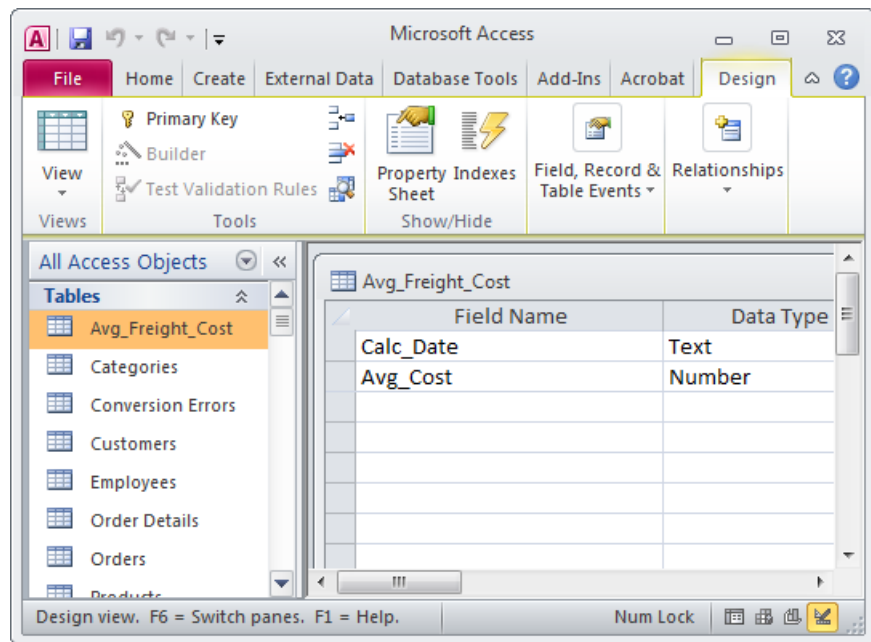 A Microsoft Access
File Home Create External Data Database Tools Add-Ins Acrobat Design ?
View
Views
Primary Key
Builder
Test Validation Rules
Tools
Property Sheet
Indexes
Show/Hide
Field, Record & Table Events
Relationships
All Access Objects «
Tables
Avg_Freight_Cost
Categories
Conversion Errors
Customers
Employees
Order Details
Orders
Products
Avg_Freight_Cost
Field Name Data Type
Calc_Date Text
Avg_Cost Number
Design view. F6 = Switch panes. F1 = Help. Num Lock